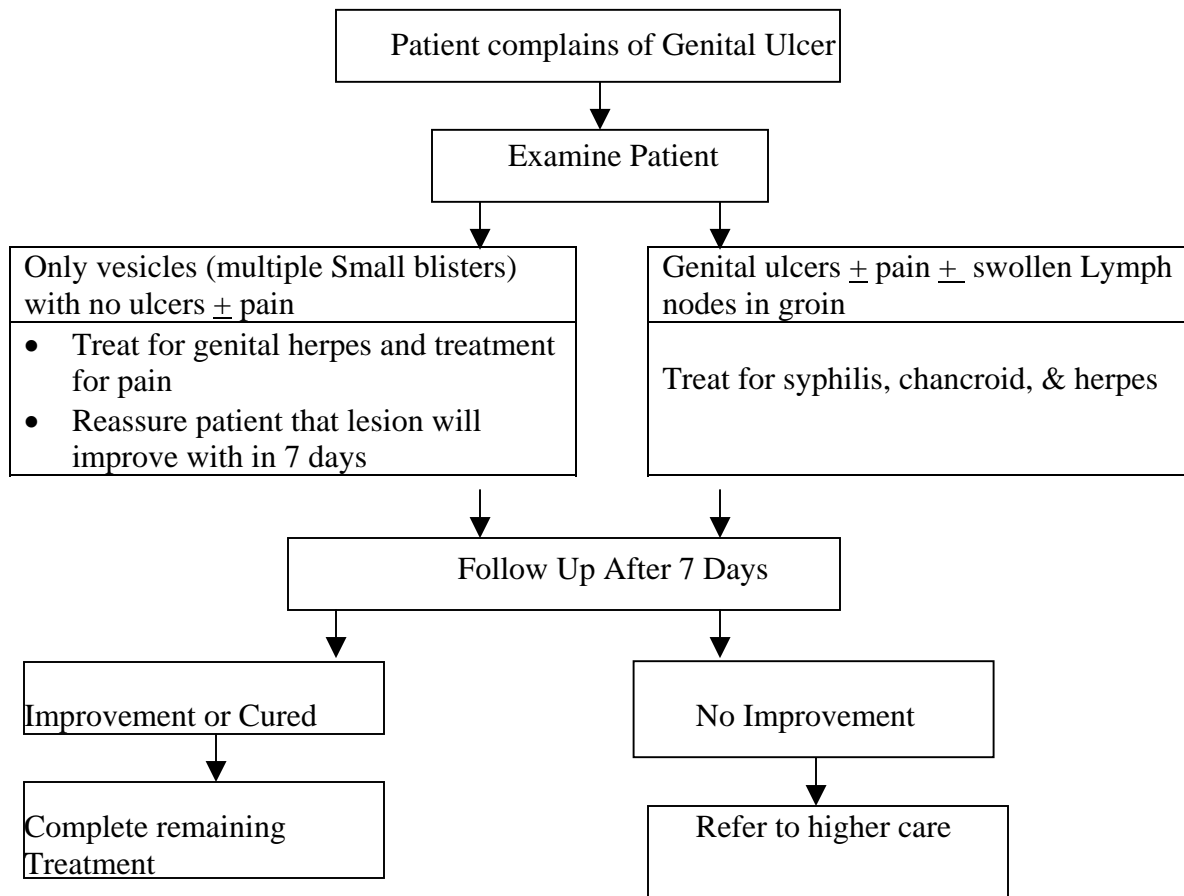 Patient complains of Genital Ulcer
Examine Patient
Only vesicles (multiple Small blisters)
with no ulcers + pain
• Treat for genital herpes and treatment
for pain
• Reassure patient that lesion will
improve with in 7 days
Genital ulcers + pain + swollen Lymph
nodes in groin
Treat for syphilis, chancroid, & herpes
Follow Up After 7 Days
Improvement or Cured
No Improvement
Complete remaining
Treatment
Refer to higher care